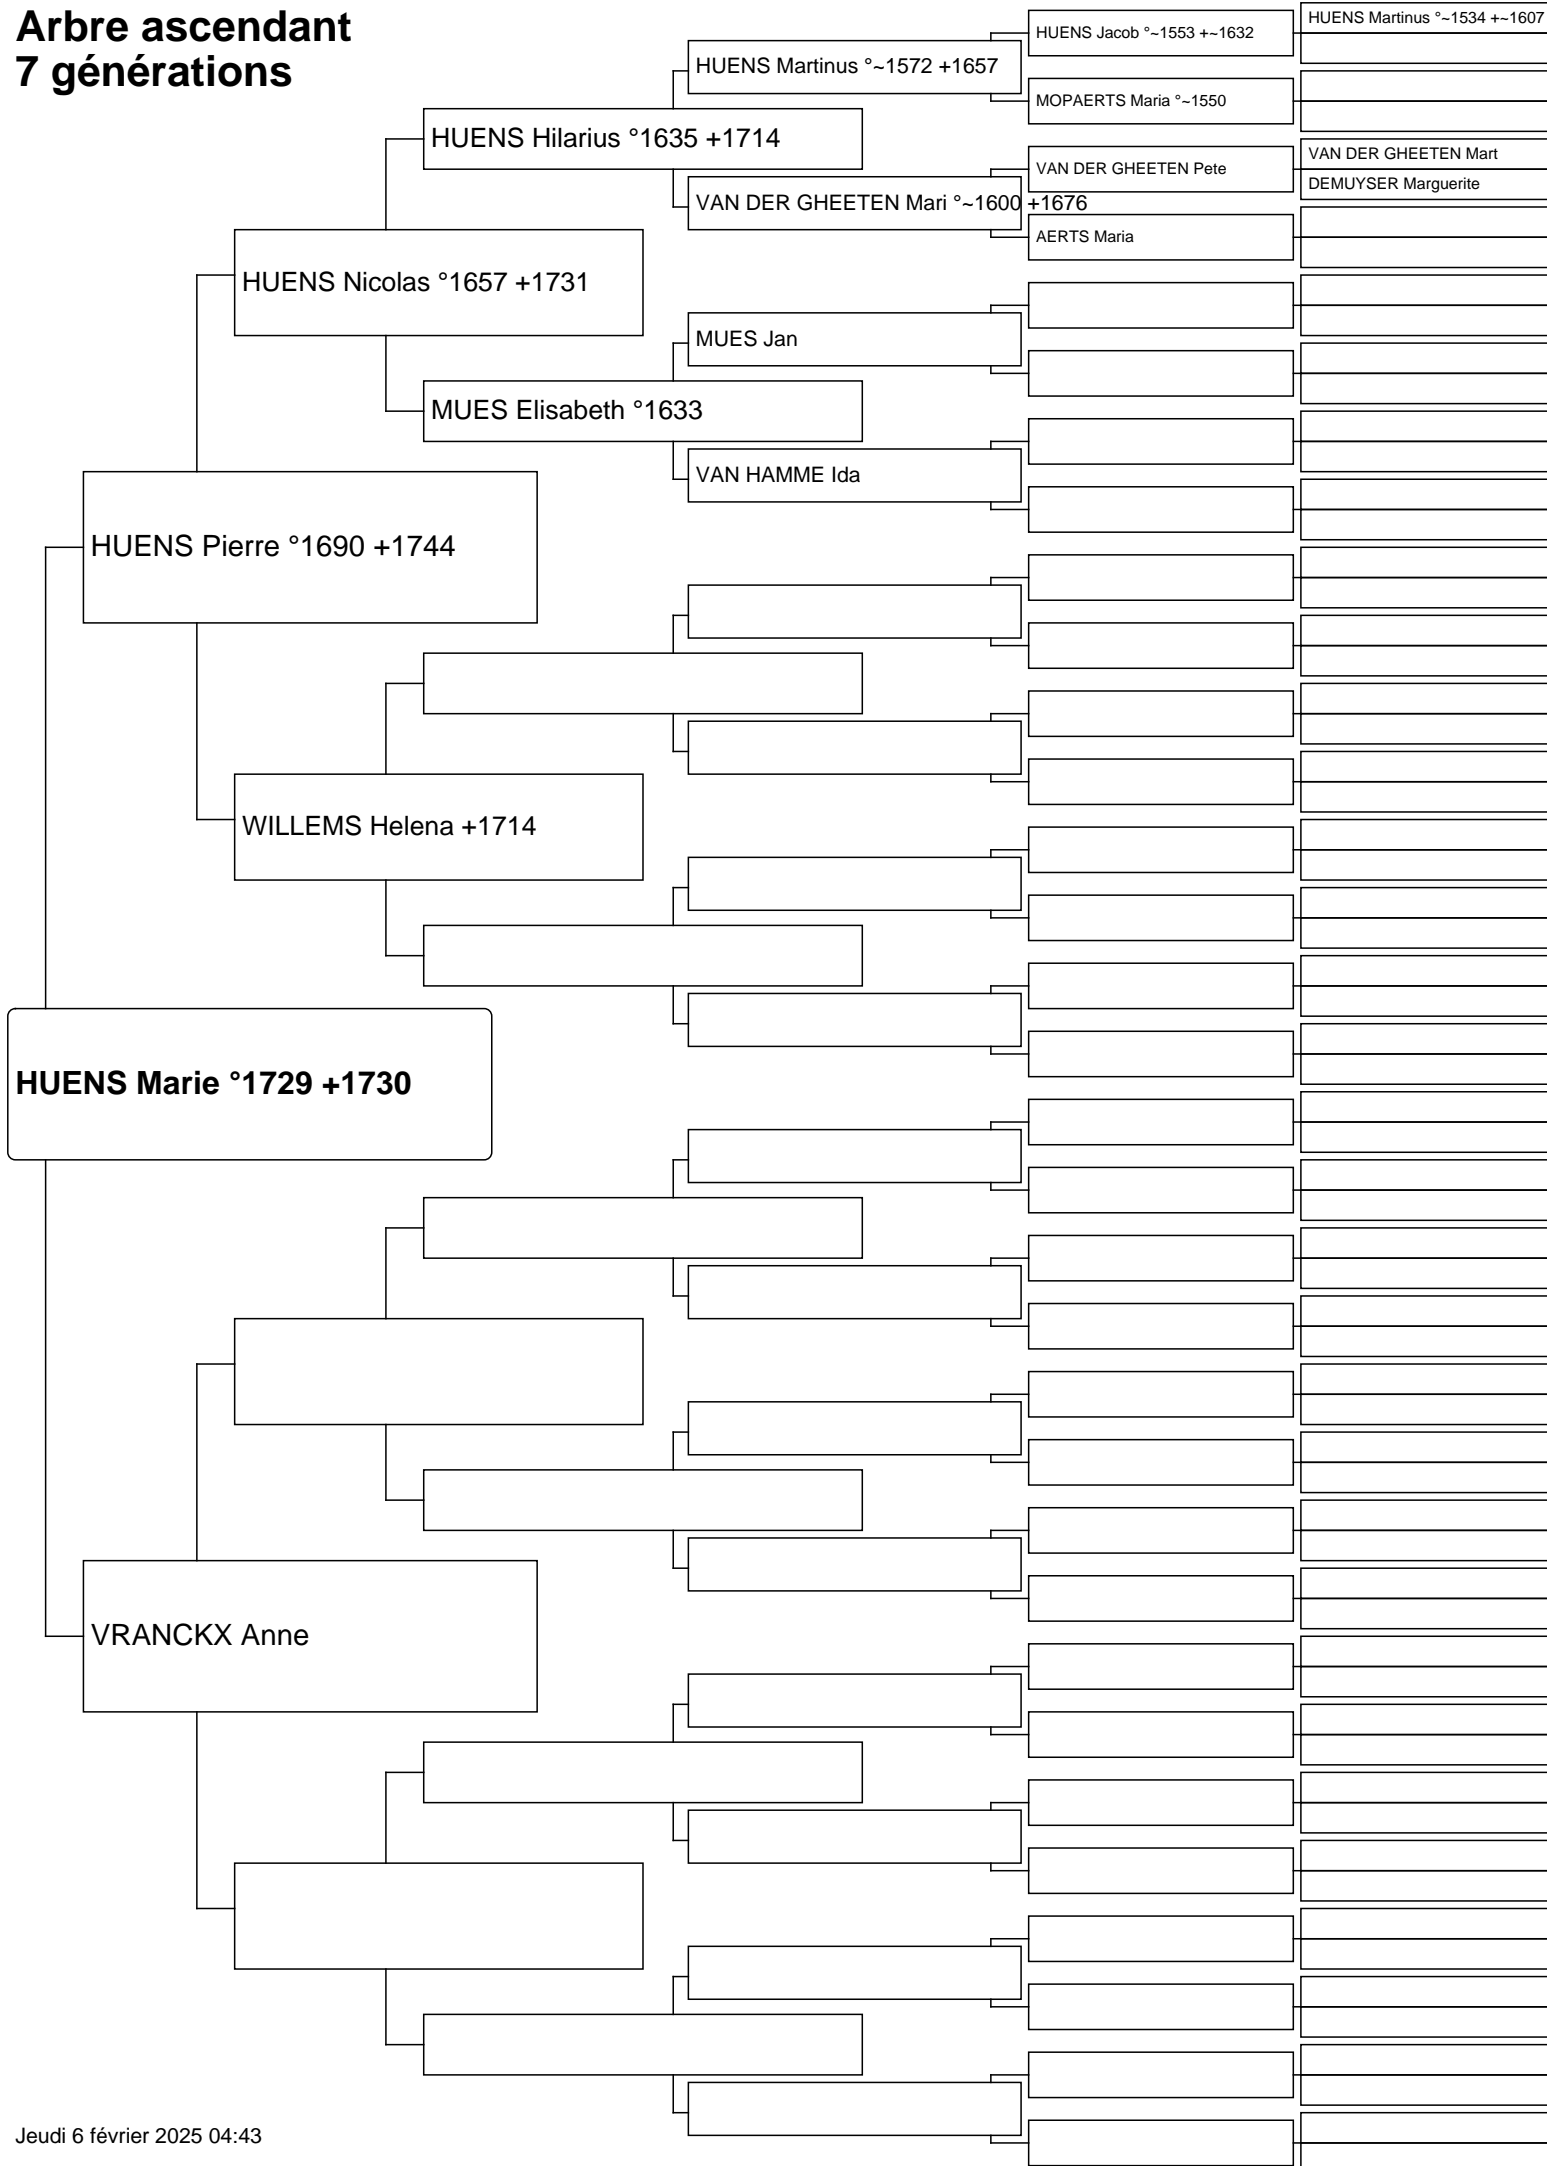 Arbre ascendant
7 générations
HUENS Martinus °~1534 +~1607
HUENS Jacob °~1553 +~1632
HUENS Martinus °~1572 +1657
MOPAERTS Maria °~1550
HUENS Hilarius °1635 +1714
VAN DER GHEETEN Mart
VAN DER GHEETEN Pete
DEMUYSER Marguerite
VAN DER GHEETEN Mari °~1600 +1676
AERTS Maria
HUENS Nicolas °1657 +1731
MUES Jan
MUES Elisabeth °1633
VAN HAMME Ida
HUENS Pierre °1690 +1744
WILLEMS Helena +1714
HUENS Marie °1729 +1730
VRANCKX Anne
Jeudi 6 février 2025 04:43